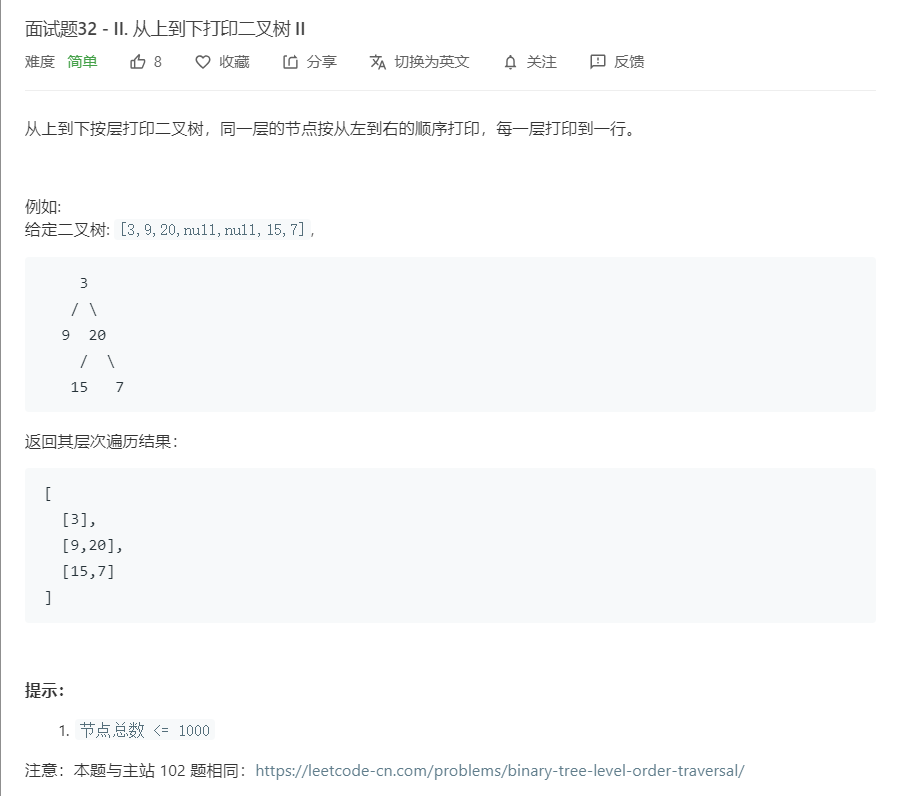 面试题32 - II. 从上到下打印二叉树 II
难度 简单 8 收藏 分享 切换为英文 关注 反馈
从上到下按层打印二叉树，同一层的节点按从左到右的顺序打印，每一层打印到一行。
例如:
给定二叉树: [3,9,20,null,null,15,7],
3
/ \
9 20
/ \
15 7
返回其层次遍历结果：
[
[3],
[9,20],
[15,7]
]
提示：
1. 节点总数 <= 1000
注意：本题与主站 102 题相同：https://leetcode-cn.com/problems/binary-tree-level-order-traversal/